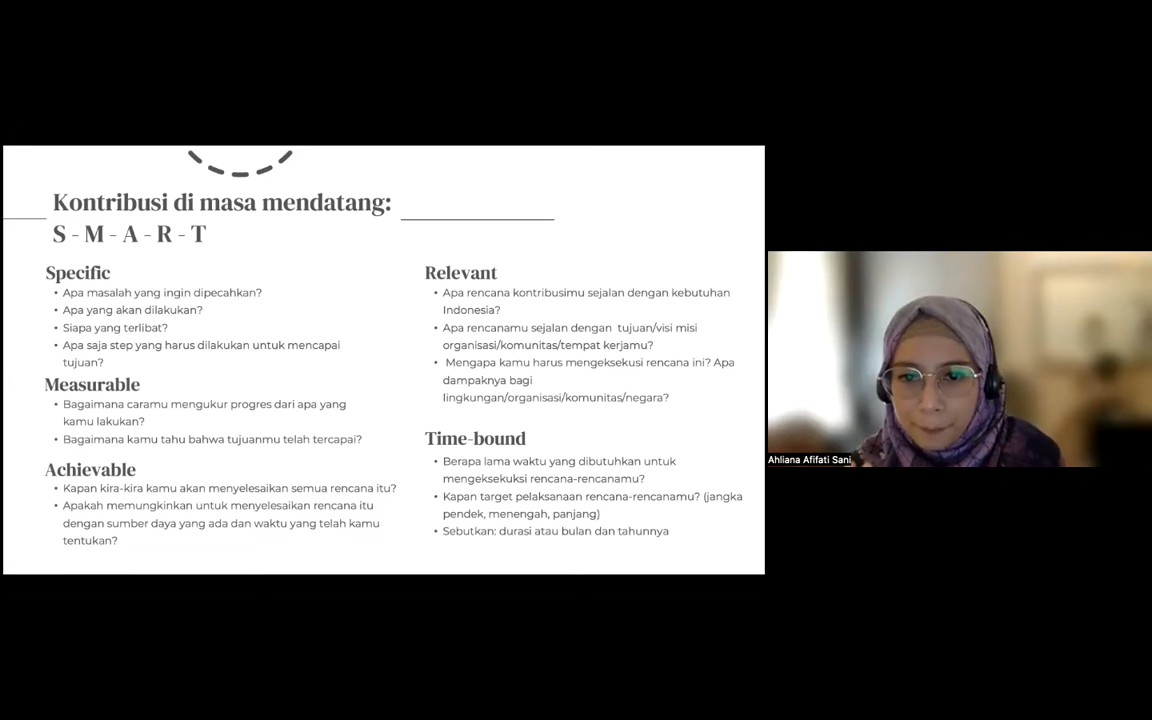 Kontribusi di masa mendatang:
S - M - A - R - T
Specific
• Apa masalah yang ingin dipecahkan?
• Apa yang akan dilakukan?
• Siapa yang terlibat?
• Apa saja step yang harus dilakukan untuk mencapai
tujuan?
Measurable
• Bagaimana caramu mengukur progres dari apa yang
kamu lakukan?
• Bagaimana kamu tahu bahwa tujuanmu telah tercapai?
Achievable
• Kapan kira-kira kamu akan menyelesaikan semua rencana itu?
• Apakah memungkinkan untuk menyelesaikan rencana itu
dengan sumber daya yang ada dan waktu yang telah kamu
tentukan?
Relevant
• Apa rencana kontribusimu sejalan dengan kebutuhan
Indonesia?
• Apa rencanamu sejalan dengan tujuan/visi misi
organisasi/komunitas/tempat kerjamu?
• Mengapa kamu harus mengeksekusi rencana ini? Apa
dampaknya bagi
lingkungan/organisasi/komunitas/negara?
Time-bound
• Berapa lama waktu yang dibutuhkan untuk
mengeksekuksi rencana-rencanamu?
• Kapan target pelaksanaan rencana-rencanamu? (jangka
pendek, menengah, panjang)
• Sebutkan: durasi atau bulan dan tahunnya
Ahliana Afifati Sani